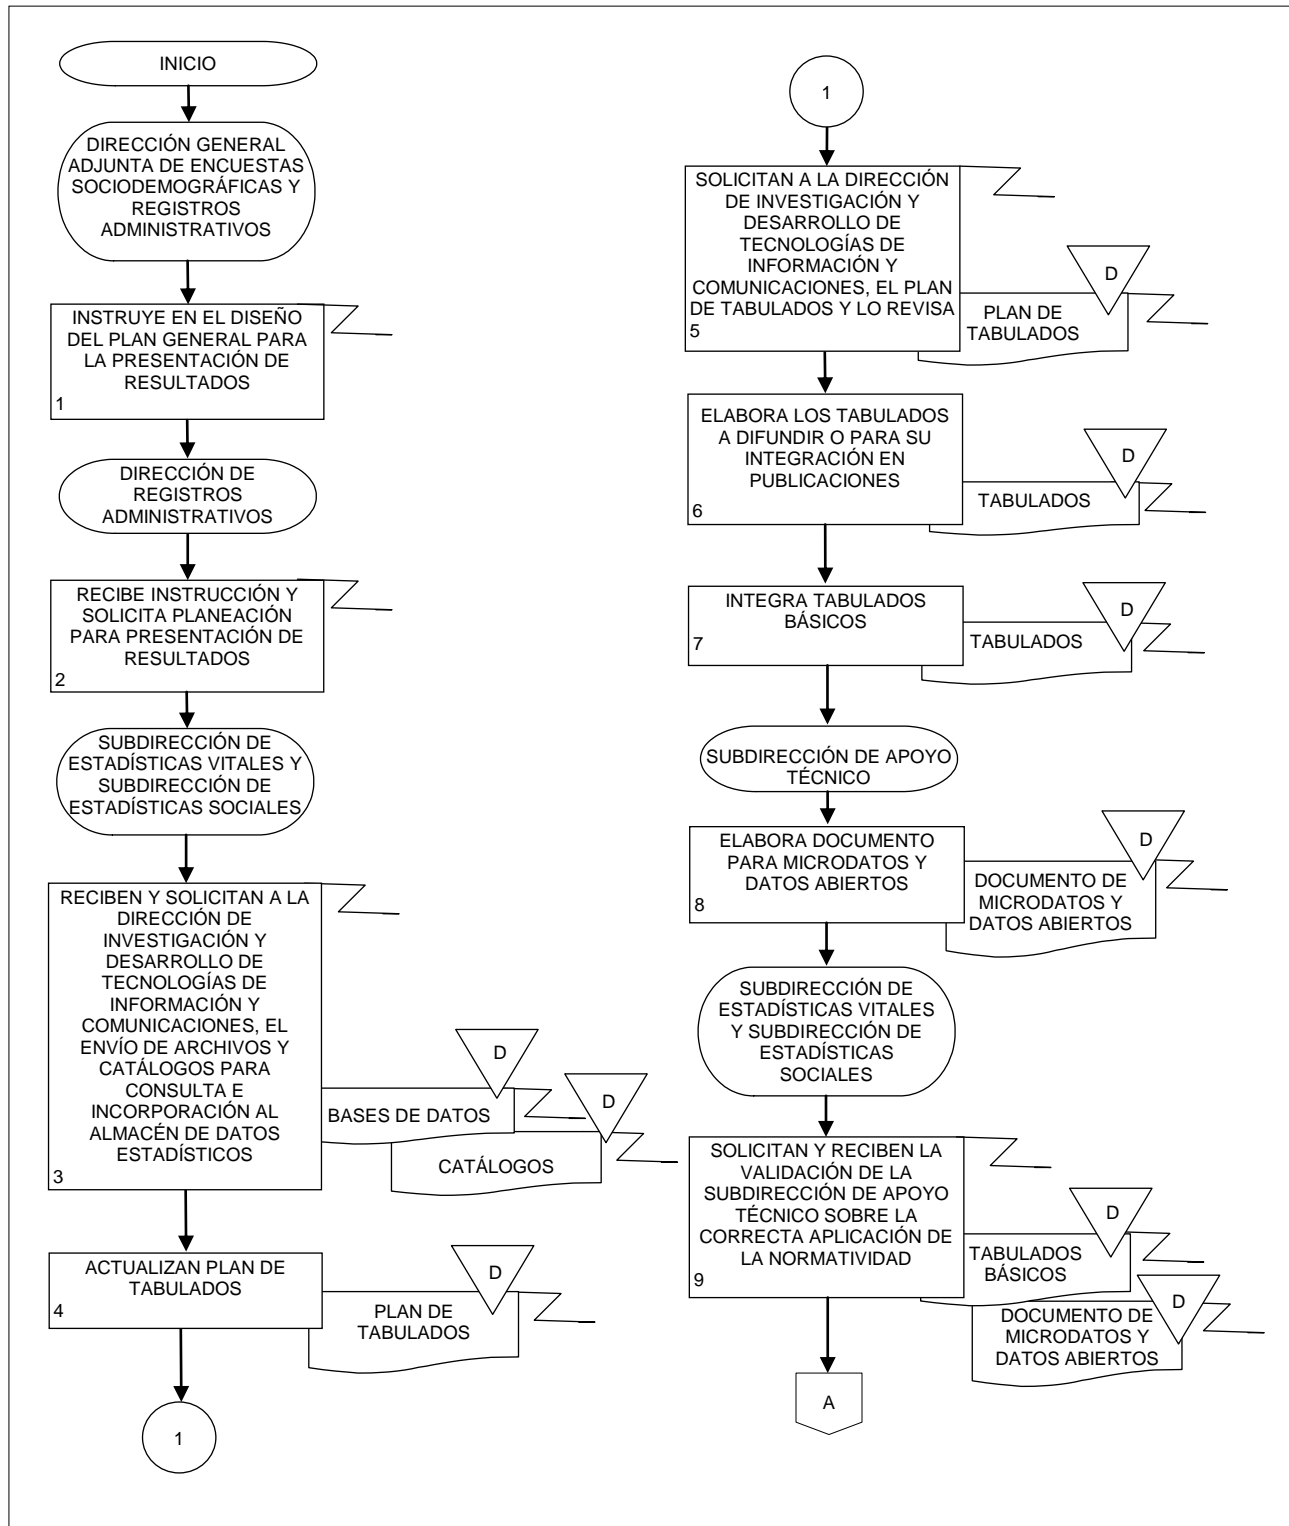 INICIO
DIRECCIÓN GENERAL
ADJUNTA DE ENCUESTAS
SOCIODEMOGRÁFICAS Y
REGISTROS
ADMINISTRATIVOS
INSTRUYE EN EL DISEÑO
DEL PLAN GENERAL PARA
LA PRESENTACIÓN DE
RESULTADOS
1
DIRECCIÓN DE
REGISTROS
ADMINISTRATIVOS
RECIBE INSTRUCCIÓN Y
SOLICITA PLANEACIÓN
PARA PRESENTACIÓN DE
RESULTADOS
2
SUBDIRECCIÓN DE
ESTADÍSTICAS VITALES Y
SUBDIRECCIÓN DE
ESTADÍSTICAS SOCIALES
RECIBEN Y SOLICITAN A LA
DIRECCIÓN DE
INVESTIGACIÓN Y
DESARROLLO DE
TECNOLOGÍAS DE
INFORMACIÓN Y
COMUNICACIONES, EL
ENVÍO DE ARCHIVOS Y
CATÁLOGOS PARA
CONSULTA E
INCORPORACIÓN AL
ALMACÉN DE DATOS
ESTADÍSTICOS
3
D
BASES DE DATOS
D
CATÁLOGOS
ACTUALIZAN PLAN DE
TABULADOS
4
D
PLAN DE
TABULADOS
1
1
SOLICITAN A LA DIRECCIÓN
DE INVESTIGACIÓN Y
DESARROLLO DE
TECNOLOGÍAS DE
INFORMACIÓN Y
COMUNICACIONES, EL PLAN
DE TABULADOS Y LO REVISA
5
D
PLAN DE
TABULADOS
ELABORA LOS TABULADOS
A DIFUNDIR O PARA SU
INTEGRACIÓN EN
PUBLICACIONES
6
D
TABULADOS
INTEGRA TABULADOS
BÁSICOS
7
D
TABULADOS
SUBDIRECCIÓN DE APOYO
TÉCNICO
ELABORA DOCUMENTO
PARA MICRODATOS Y
DATOS ABIERTOS
8
D
DOCUMENTO DE
MICRODATOS Y
DATOS ABIERTOS
SUBDIRECCIÓN DE
ESTADÍSTICAS VITALES
Y SUBDIRECCIÓN DE
ESTADÍSTICAS
SOCIALES
SOLICITAN Y RECIBEN LA
VALIDACIÓN DE LA
SUBDIRECCIÓN DE APOYO
TÉCNICO SOBRE LA
CORRECTA APLICACIÓN DE
LA NORMATIVIDAD
9
D
TABULADOS
BÁSICOS
D
DOCUMENTO DE
MICRODATOS Y
DATOS ABIERTOS
A